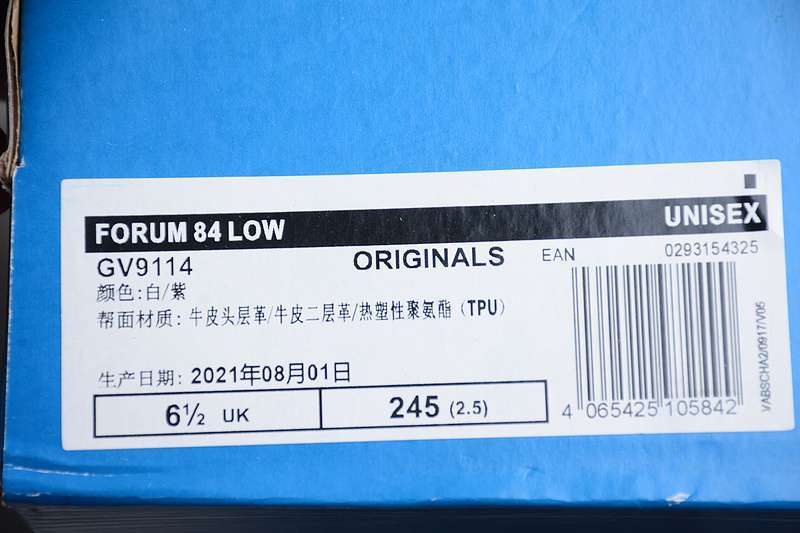 FORUM 84 LOW UNISEX
GV9114 ORIGINALS EAN 0293154325
颜色:白/紫
帮面材质: 牛皮头层革/牛皮二层革/热塑性聚氨酯（TPU）
生产日期: 2021年08月01日
6½ UK 245 (2.5)
4 065425 105842
VABSCHA2/0917/V05